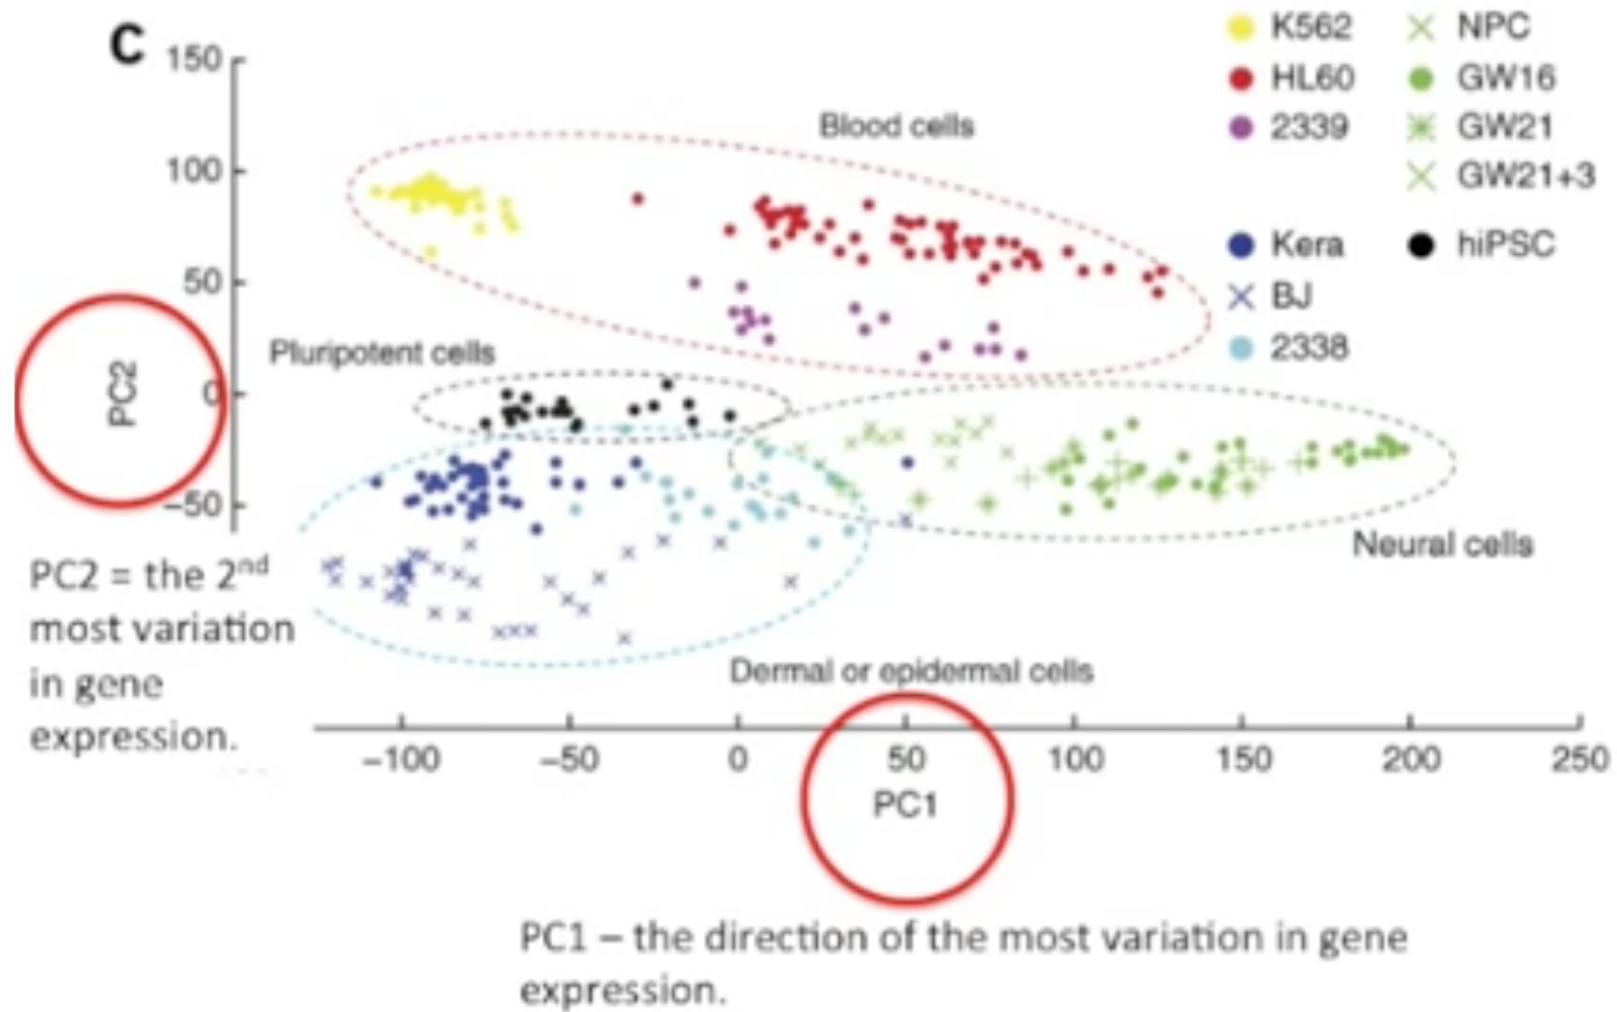 C
150
100
50
0
−50
PC2
Blood cells
Pluripotent cells
Neural cells
Dermal or epidermal cells
K562
HL60
2339
Kera
BJ
2338
NPC
GW16
GW21
GW21+3
hiPSC
PC2 = the 2nd
most variation
in gene
expression.
−100 −50 0 50 100 150 200 250
PC1
PC1 – the direction of the most variation in gene
expression.